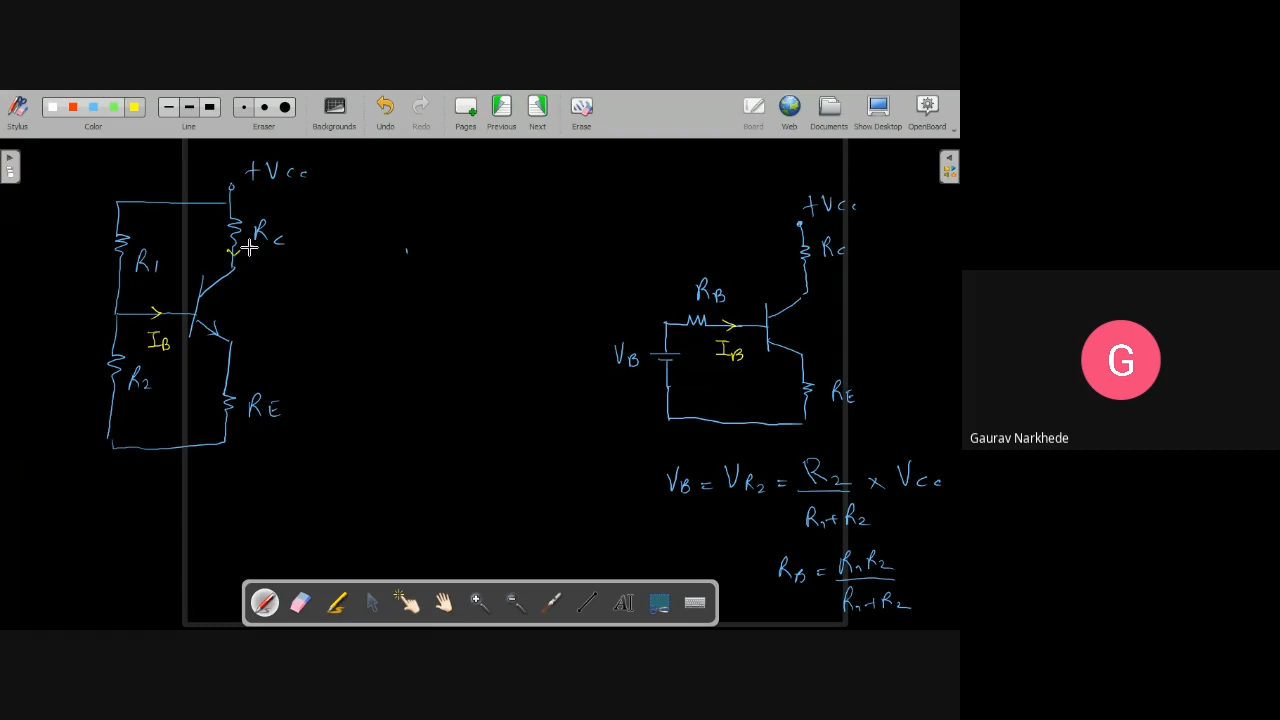 Stylus
Color
Line
Eraser
Backgrounds
Undo
Redo
Pages
Previous
Next
Erase
Board
Web
Documents
Show Desktop
OpenBoard
+Vcc
RC
R1
IB
R2
RE
+Vcc
RC
RB
VB
IB
RE
VB = VR2 = R2 / R1+R2 × Vcc
RB = R1R2 / R1+R2
AI
G
Gaurav Narkhede